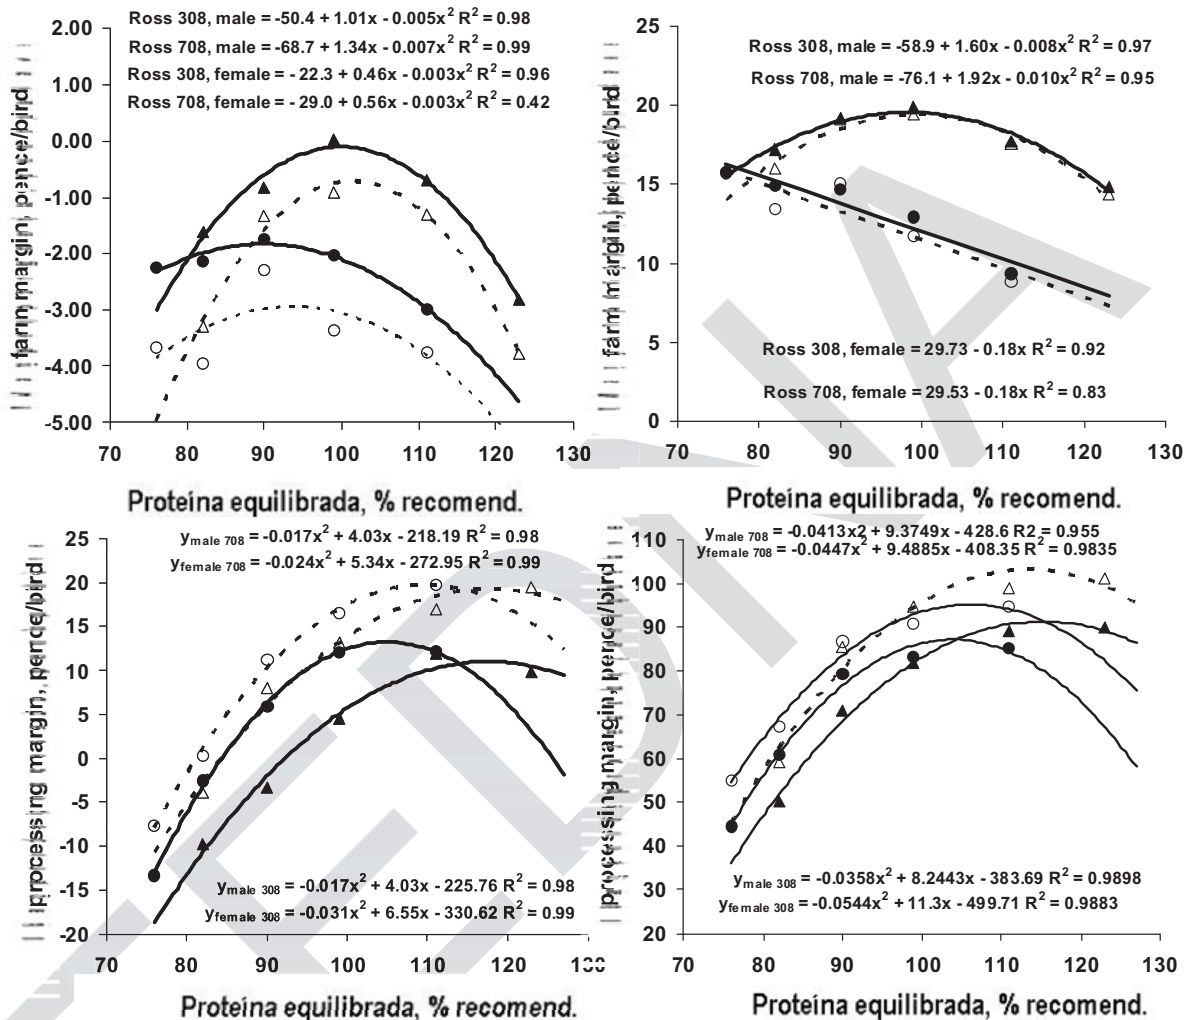 Ross 308, male = -50.4 + 1.01x - 0.005x² R² = 0.98
Ross 708, male = -68.7 + 1.34x - 0.007x² R² = 0.99
Ross 308, female = - 22.3 + 0.46x - 0.003x² R² = 0.96
Ross 708, female = - 29.0 + 0.56x - 0.003x² R² = 0.42
farm margin, pence/bird
2.00
1.00
0.00
-1.00
-2.00
-3.00
-4.00
-5.00
70 80 90 100 110 120 130
Proteína equilibrada, % recomend.
Ross 308, male = -58.9 + 1.60x - 0.008x² R² = 0.97
Ross 708, male = -76.1 + 1.92x - 0.010x² R² = 0.95
farm margin, pence/bird
25
20
15
10
5
0
Ross 308, female = 29.73 - 0.18x R² = 0.92
Ross 708, female = 29.53 - 0.18x R² = 0.83
70 80 90 100 110 120 130
Proteína equilibrada, % recomend.
y male 708 = -0.017x² + 4.03x - 218.19 R² = 0.98
y female 708 = -0.024x² + 5.34x - 272.95 R² = 0.99
processing margin, pence/bird
25
20
15
10
5
0
-5
-10
-15
-20
y male 308 = -0.017x² + 4.03x - 225.76 R² = 0.98
y female 308 = -0.031x² + 6.55x - 330.62 R² = 0.99
70 80 90 100 110 120 130
Proteína equilibrada, % recomend.
y male 708 = -0.0413x2 + 9.3749x - 428.6 R2 = 0.955
y female 708 = -0.0447x² + 9.4885x - 408.35 R² = 0.9835
processing margin, pence/bird
110
100
90
80
70
60
50
40
30
20
y male 308 = -0.0358x² + 8.2443x - 383.69 R² = 0.9898
y female 308 = -0.0544x² + 11.3x - 499.71 R² = 0.9883
70 80 90 100 110 120 130
Proteína equilibrada, % recomend.